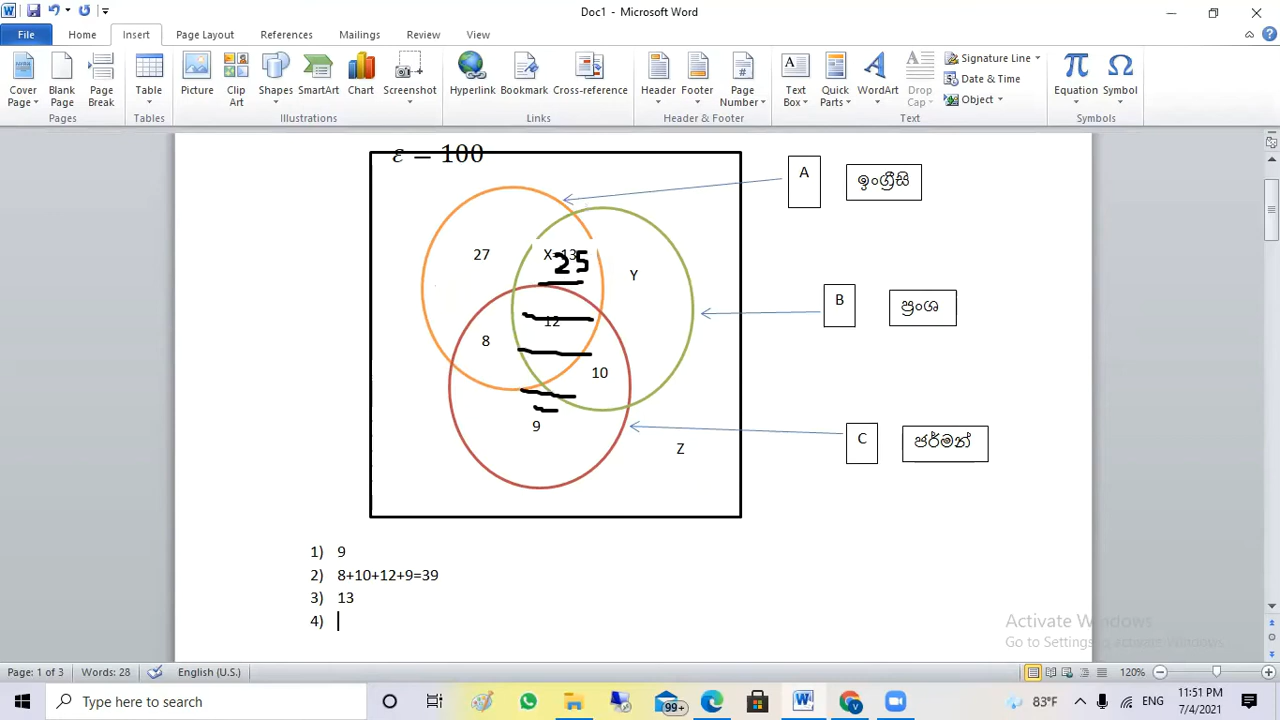 Doc1 - Microsoft Word
File Home Insert Page Layout References Mailings Review View
Cover Page Blank Page Page Break Table Picture Clip Art Shapes SmartArt Chart Screenshot Hyperlink Bookmark Cross-reference Header Footer Page Number Text Box Quick Parts WordArt Drop Cap Signature Line Date & Time Object Equation Symbol
Pages Tables Illustrations Links Header & Footer Text Symbols
ε = 100
A ඉංග්‍රීසි
27 X=13 25 Y
B ප්‍රංශ
12
8
10
9
C ජර්මන්
Z
1) 9
2) 8+10+12+9=39
3) 13
4)
Activate Windows
Go to Settings to activate Windows.
Page: 1 of 3 Words: 28 English (U.S.) 120%
Type here to search 99+ 83°F ENG 11:51 PM
7/4/2021